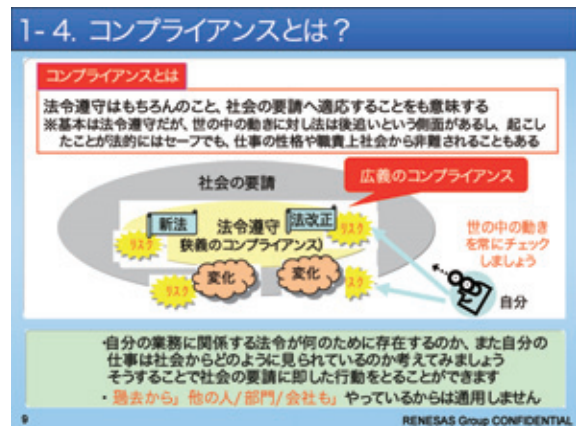 1-4. コンプライアンスとは？
コンプライアンスとは
法令遵守はもちろんのこと、社会の要請へ適応することをも意味する
※基本は法令遵守だが、世の中の動きに対し法は後追いという側面があるし、起こし
たことが法的にはセーフでも、仕事の性格や職責上社会から非難されることもある
社会の要請
広義のコンプライアンス
新法
法令遵守
法改正
狭義のコンプライアンス）
リスク
リスク
世の中の動き
を常にチェック
しましょう
変化
変化
リスク
リスク
自分
・自分の業務に関係する法令が何のために存在するのか、また自分の
仕事は社会からどのように見られているのか考えてみましょう
そうすることで社会の要請に即した行動をとることができます
・過去から」他の人/部門/会社も」やっているからは通用しません
9
RENESAS Group CONFIDENTIAL